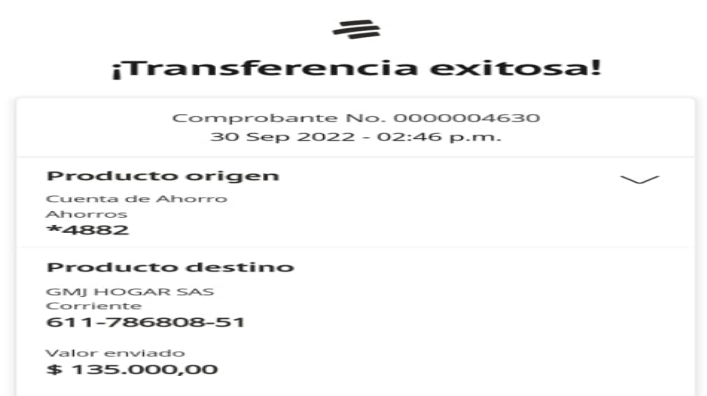 ¡Transferencia exitosa!
Comprobante No. 0000004630
30 Sep 2022 - 02:46 p.m.
Producto origen
Cuenta de Ahorro
Ahorros
*4882
Producto destino
GMJ HOGAR SAS
Corriente
611-786808-51
Valor enviado
$ 135.000,00